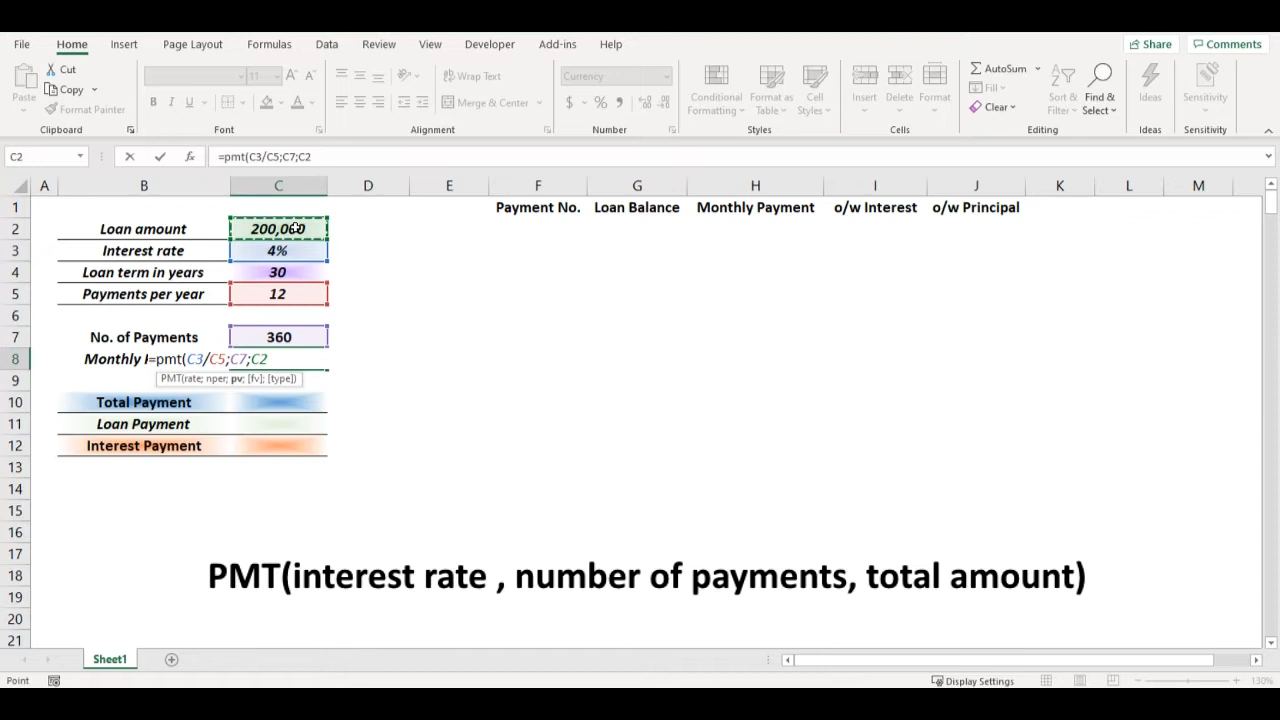 File Home Insert Page Layout Formulas Data Review View Developer Add-ins Help Share Comments
Paste Cut Copy Format Painter
11 A A
B I U A
Wrap Text
Merge & Center
Currency
$ % 9
Conditional Formatting
Format as Table
Cell Styles
Insert Delete Format
AutoSum
Fill
Clear
Sort & Filter
Find & Select
Ideas
Sensitivity
Clipboard Font Alignment Number Styles Cells Editing Ideas Sensitivity
C2 fx =pmt(C3/C5;C7;C2
A B C D E F G H I J K L M
1 Payment No. Loan Balance Monthly Payment o/w Interest o/w Principal
2 Loan amount 200,000
3 Interest rate 4%
4 Loan term in years 30
5 Payments per year 12
6
7 No. of Payments 360
8 Monthly =pmt(C3/C5;C7;C2
9 PMT(rate; nper; pv; [fv]; [type])
10 Total Payment
11 Loan Payment
12 Interest Payment
13
14
15
16
17
18 PMT(interest rate , number of payments, total amount)
19
20
21
Sheet1
Point Display Settings 130%